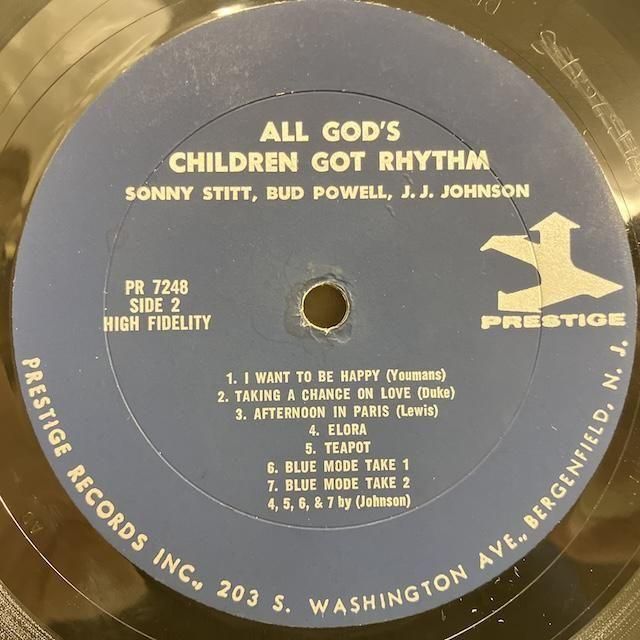 ALL GOD'S
CHILDREN GOT RHYTHM
SONNY STITT, BUD POWELL, J. J. JOHNSON
PR 7248
SIDE 2
HIGH FIDELITY
PRESTIGE
1. I WANT TO BE HAPPY (Youmans)
2. TAKING A CHANCE ON LOVE (Duke)
3. AFTERNOON IN PARIS (Lewis)
4. ELORA
5. TEAPOT
6. BLUE MODE TAKE 1
7. BLUE MODE TAKE 2
4, 5, 6, & 7 by (Johnson)
PRESTIGE RECORDS INC., 203 S. WASHINGTON AVE., BERGENFIELD, N. J.